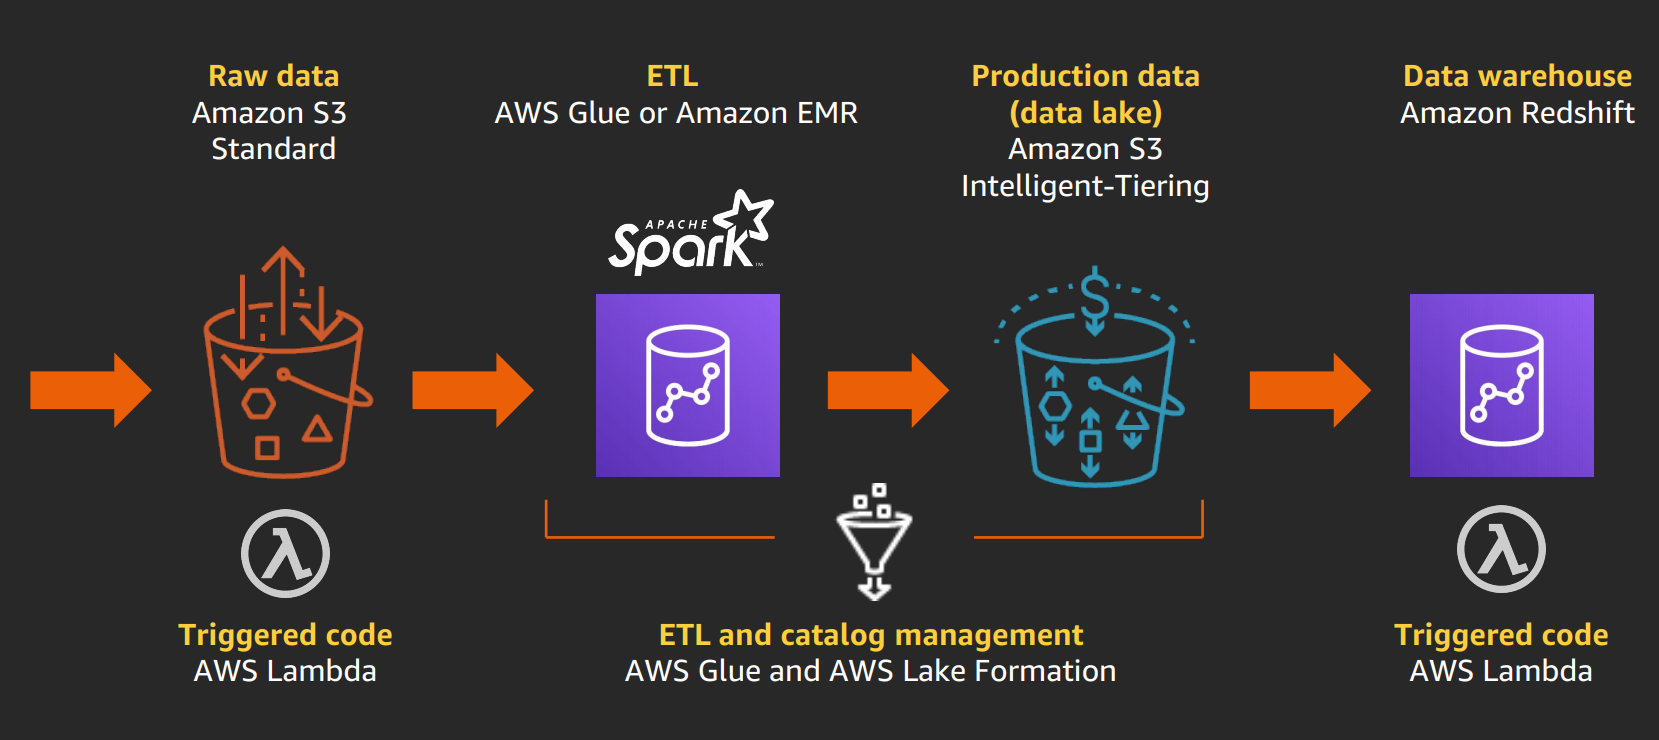 Raw data
Amazon S3
Standard
ETL
AWS Glue or Amazon EMR
APACHE
Spark™
Production data
(data lake)
Amazon S3
Intelligent-Tiering
Data warehouse
Amazon Redshift
$
λ
Triggered code
AWS Lambda
ETL and catalog management
AWS Glue and AWS Lake Formation
λ
Triggered code
AWS Lambda